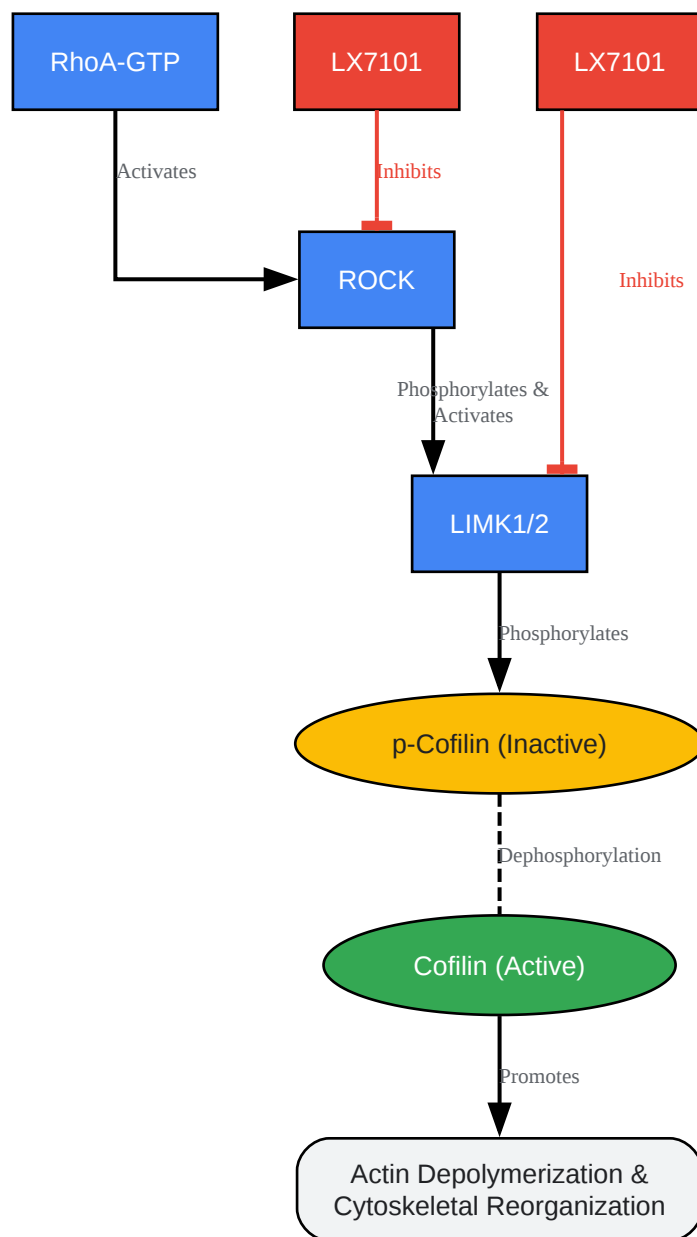 RhoA-GTP
LX7101
LX7101
Activates
Inhibits
ROCK
Inhibits
Phosphorylates &
Activates
LIMK1/2
Phosphorylates
p-Cofilin (Inactive)
Dephosphorylation
Cofilin (Active)
Promotes
Actin Depolymerization &
Cytoskeletal Reorganization